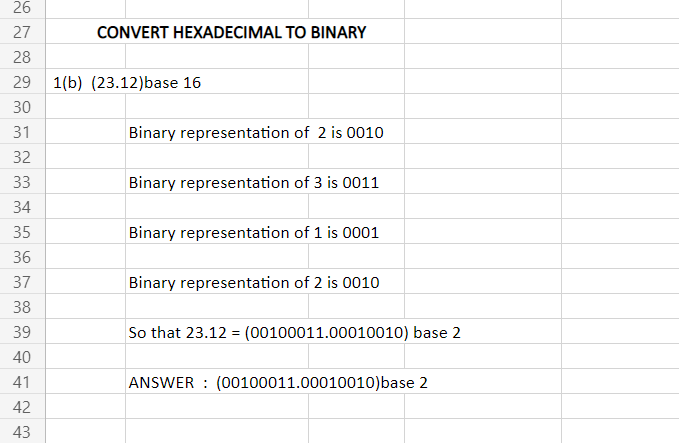 26
27 CONVERT HEXADECIMAL TO BINARY
28
29 1(b) (23.12)base 16
30
31 Binary representation of 2 is 0010
32
33 Binary representation of 3 is 0011
34
35 Binary representation of 1 is 0001
36
37 Binary representation of 2 is 0010
38
39 So that 23.12 = (00100011.00010010) base 2
40
41 ANSWER : (00100011.00010010)base 2
42
43